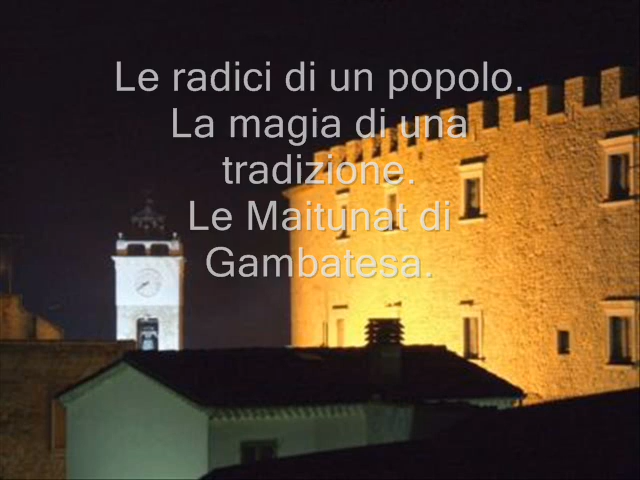 Le radici di un popolo.
La magia di una
tradizione.
Le Maitunat di
Gambatesa.